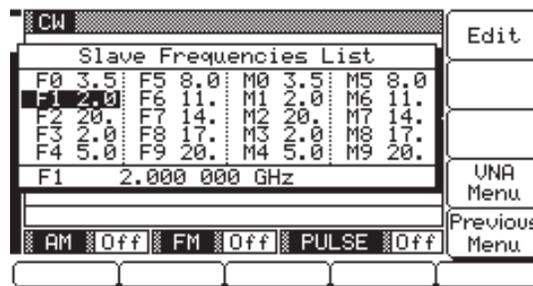 CW
Slave Frequencies List
F0 3.5 F5 8.0 M0 3.5 M5 8.0
F1 2.0 F6 11. M1 2.0 M6 11.
F2 20. F7 14. M2 20. M7 14.
F3 2.0 F8 17. M3 2.0 M8 17.
F4 5.0 F9 20. M4 5.0 M9 20.
F1 2.000 000 GHz
AM Off FM Off PULSE Off
Edit
VNA
Menu
Previous
Menu